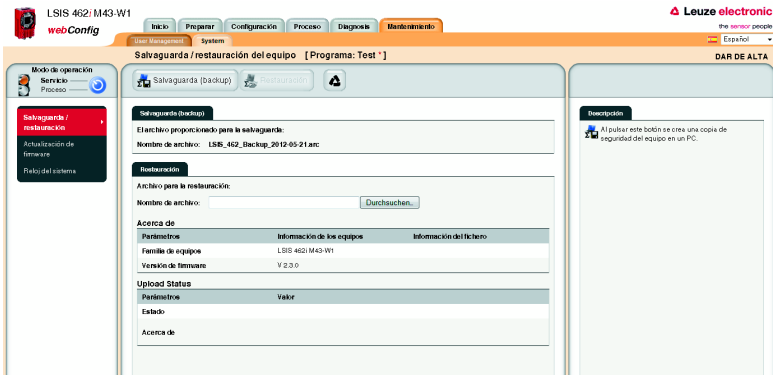 LSIS 462i M43-W1
webConfig
Inicio
Preparar
Configuración
Proceso
Diagnosis
Mantenimiento
User Management
System
Leuze electronic
the sensor people
Español
Salvaguarda / restauración del equipo [ Programa: Test * ]
DAR DE ALTA
Modo de operación
Servicio
Proceso
Salvaguarda (backup)
Restauración
Salvaguarda /
restauración
Actualización de
firmware
Reloj del sistema
Salvaguarda (backup)
El archivo proporcionado para la salvaguarda:
Nombre de archivo: LSIS_462_Backup_2012-05-21.arc
Restauración
Archivo para la restauración:
Nombre de archivo:
Durchsuchen..
Acerca de
Parámetros
Información de los equipos
Información del fichero
Familia de equipos
LSIS 462i M43-W1
Versión de firmware
V 2.3.0
Upload Status
Parámetros
Valor
Estado
Acerca de
Descripción
Al pulsar este botón se crea una copia de
seguridad del equipo en un PC.